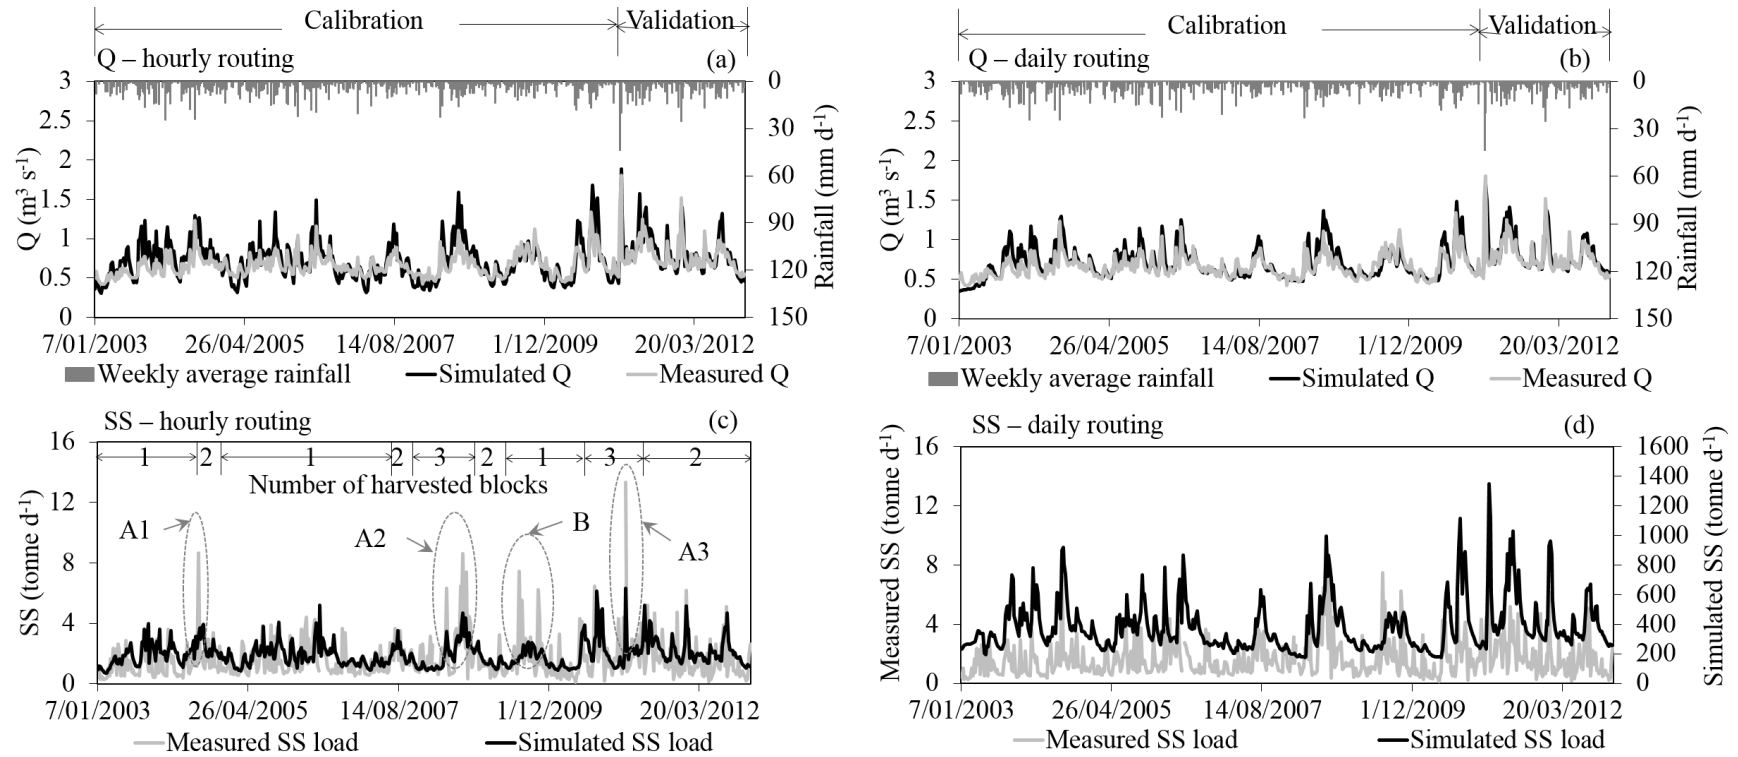 Calibration Validation
Q – hourly routing (a)
3 2.5 2 1.5 1 0.5 0
Q (m³ s⁻¹)
0 30 60 90 120 150
Rainfall (mm d⁻¹)
7/01/2003 26/04/2005 14/08/2007 1/12/2009 20/03/2012
Weekly average rainfall Simulated Q Measured Q
Calibration Validation
Q – daily routing (b)
3 2.5 2 1.5 1 0.5 0
Q (m³ s⁻¹)
0 30 60 90 120 150
Rainfall (mm d⁻¹)
7/01/2003 26/04/2005 14/08/2007 1/12/2009 20/03/2012
Weekly average rainfall Simulated Q Measured Q
SS – hourly routing (c)
16 12 8 4 0
SS (tonne d⁻¹)
1 2 1 2 3 2 1 3 2
Number of harvested blocks
A1 A2 B A3
7/01/2003 26/04/2005 14/08/2007 1/12/2009 20/03/2012
Measured SS load Simulated SS load
SS – daily routing (d)
16 12 8 4 0
Measured SS (tonne d⁻¹)
1600 1400 1200 1000 800 600 400 200 0
Simulated SS (tonne d⁻¹)
7/01/2003 26/04/2005 14/08/2007 1/12/2009 20/03/2012
Measured SS load Simulated SS load